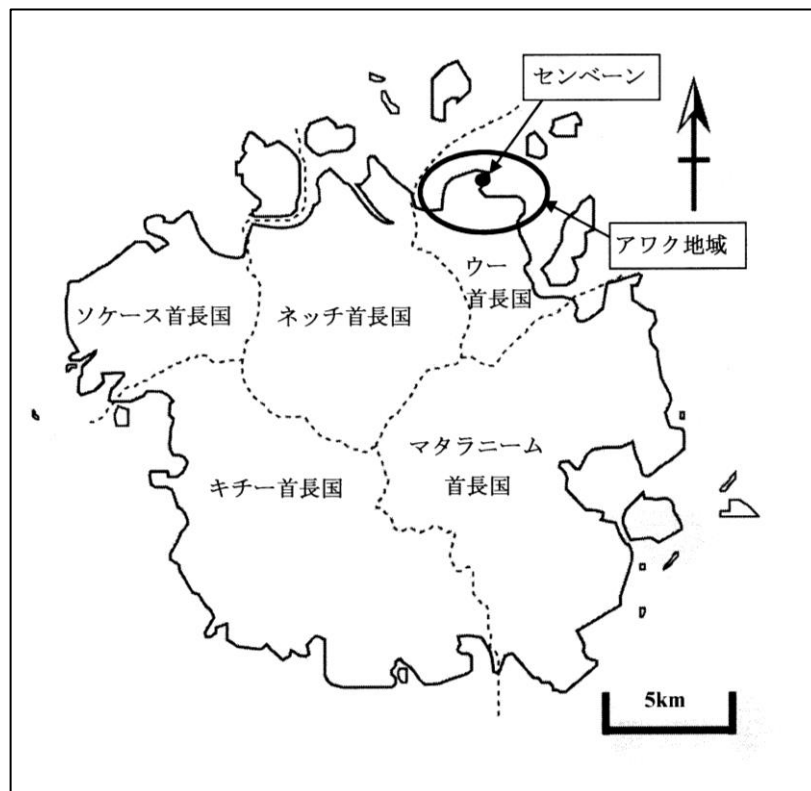 センベーン
アワク地域
ウー
首長国
ソケース首長国
ネッチ首長国
マタラニーム
首長国
キチー首長国
5km